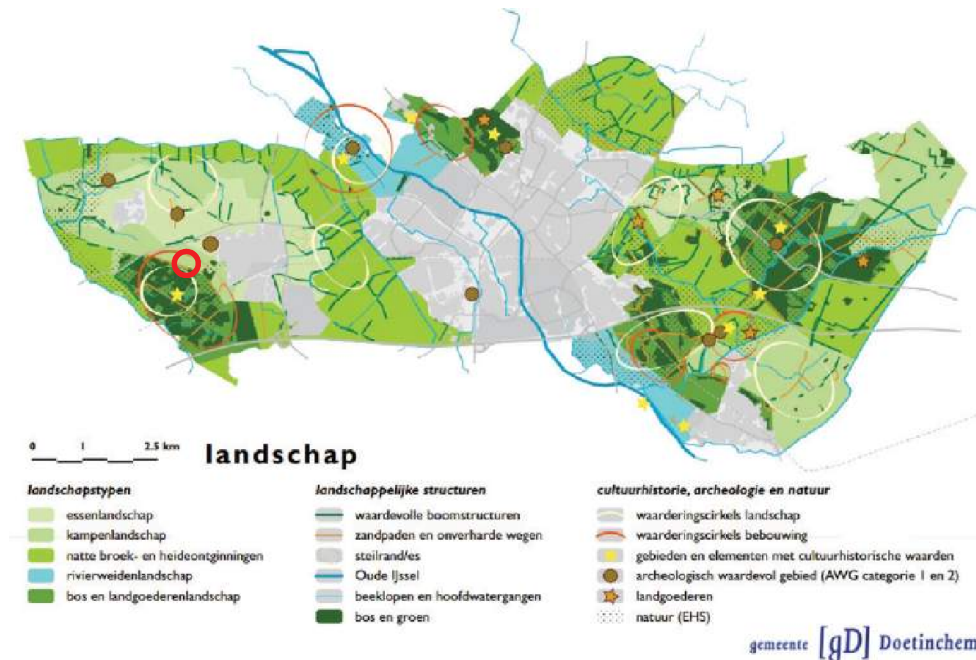 0 1 2.5 km
landschap
landschapstypen
essenlandschap
kampenlandschap
natte broek- en heideontginningen
rivierweidenlandschap
bos en landgoederenlandschap
landschappelijke structuren
waardevolle boomstructuren
zandpaden en onverharde wegen
steilrand/es
Oude IJssel
beeklopen en hoofdwatergangen
bos en groen
cultuurhistorie, archeologie en natuur
waarderingscirkels landschap
waarderingscirkels bebouwing
gebieden en elementen met cultuurhistorische waarden
archeologisch waardevol gebied (AWG categorie 1 en 2)
landgoederen
natuur (EHS)
gemeente [gD] Doetinchem